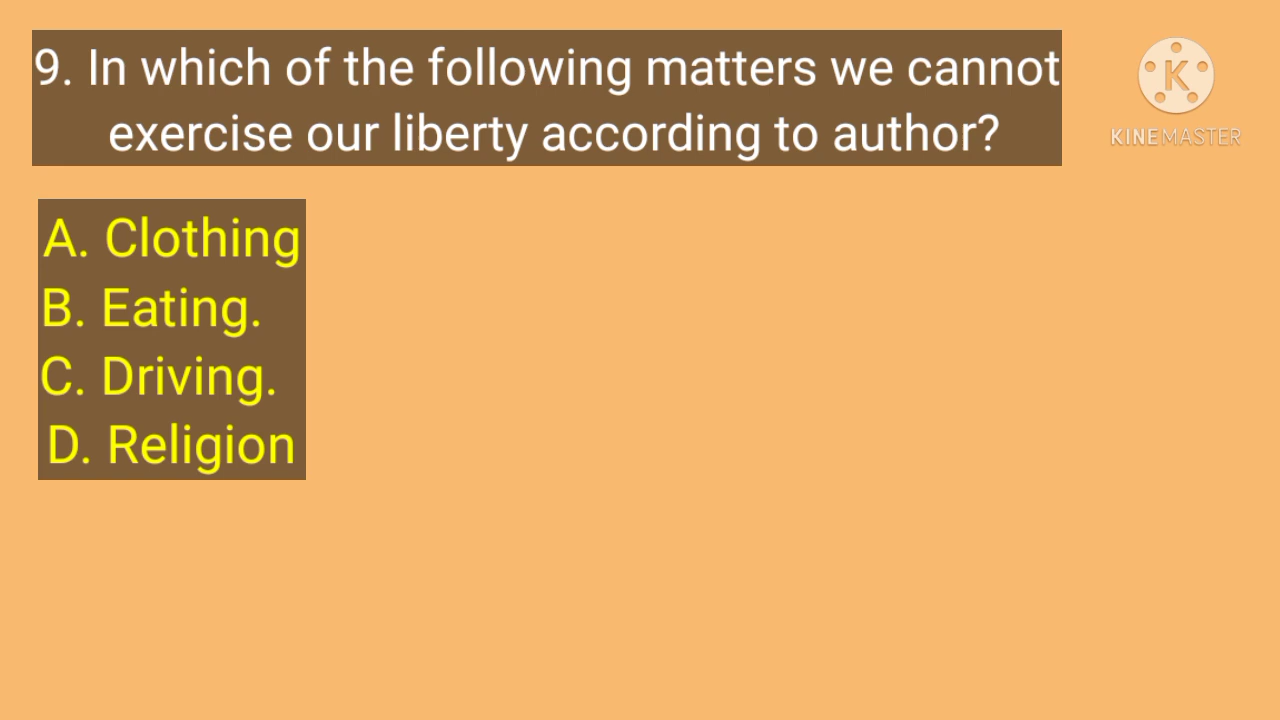 9. In which of the following matters we cannot
exercise our liberty according to author?
KINEMASTER
A. Clothing
B. Eating.
C. Driving.
D. Religion